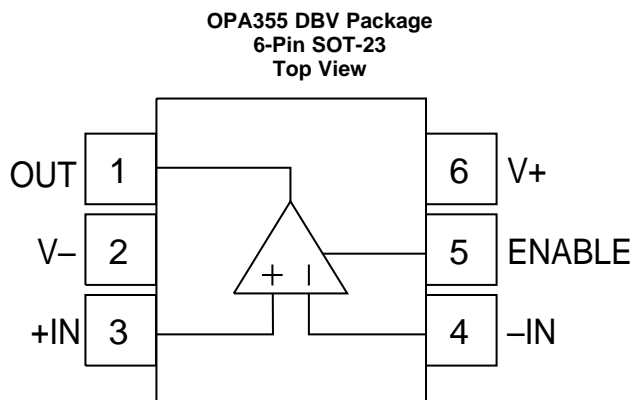 OPA355 DBV Package
6-Pin SOT-23
Top View
OUT 1
6 V+
V– 2
5 ENABLE
+IN 3
4 –IN
+ –